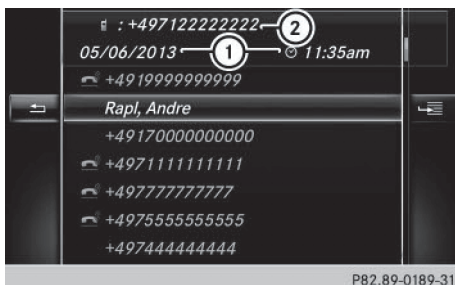 : +497122222222 2
05/06/2013 1 11:35am
+4919999999999
Rapl, Andre
+49170000000000
+4971111111111
+497777777777
+4975555555555
+497444444444
P82.89-0189-31